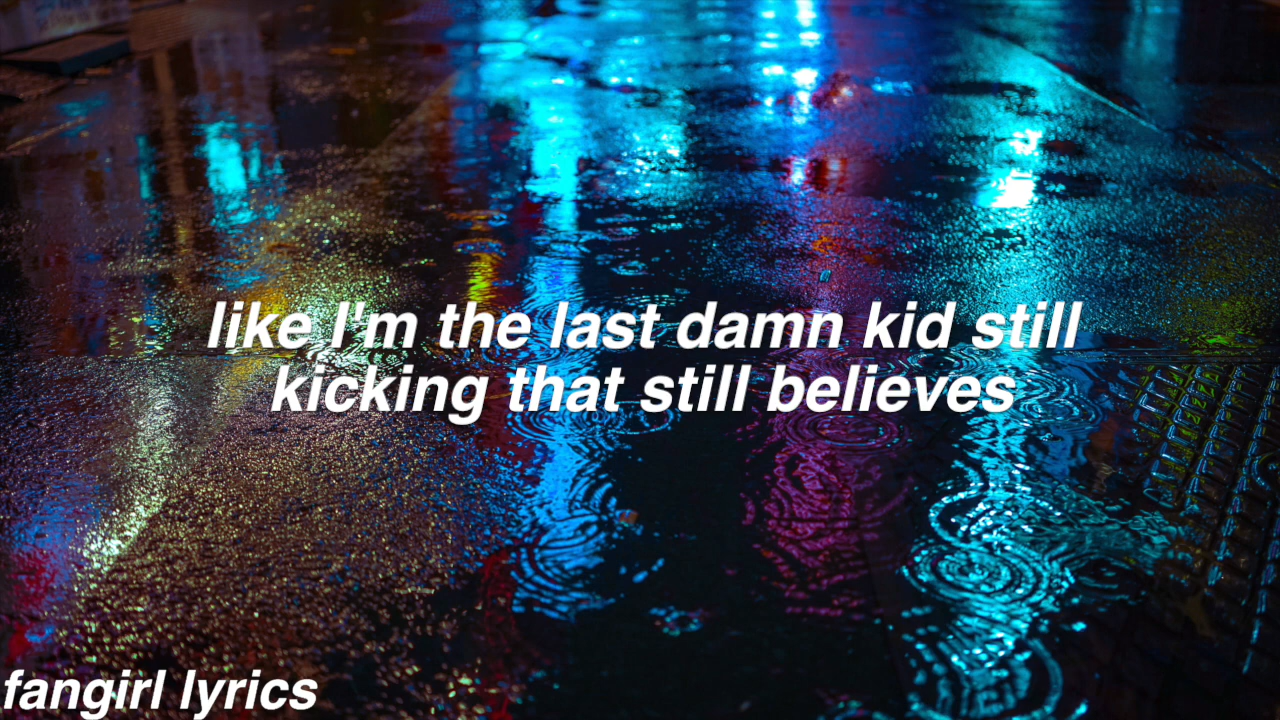 like I'm the last damn kid still
kicking that still believes
fangirl lyrics